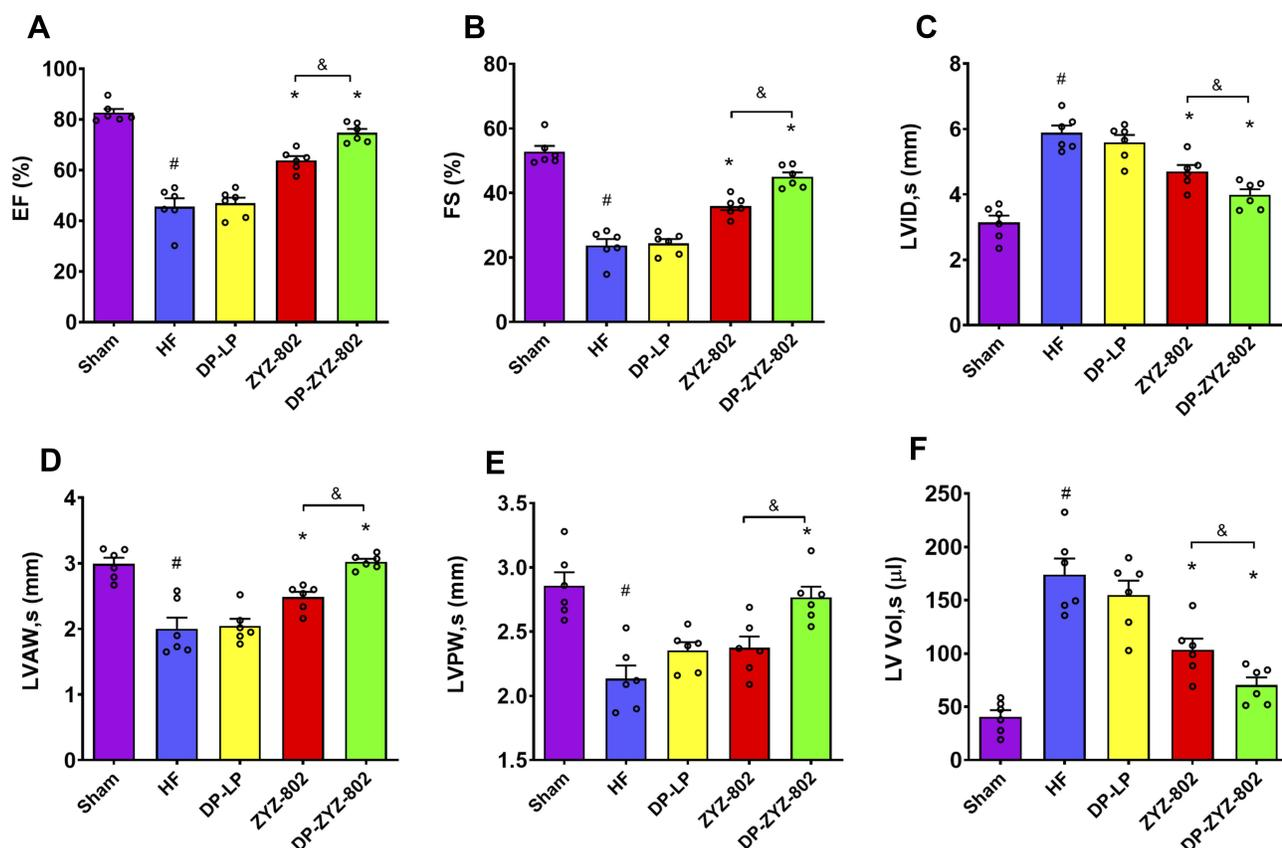 A
EF (%)
100
80
60
40
20
0
#
*
&
*
Sham
HF
DP-LP
ZYZ-802
DP-ZYZ-802
B
FS (%)
80
60
40
20
0
#
*
&
*
Sham
HF
DP-LP
ZYZ-802
DP-ZYZ-802
C
LVID,s (mm)
8
6
4
2
0
#
*
&
*
Sham
HF
DP-LP
ZYZ-802
DP-ZYZ-802
D
LVAW,s (mm)
4
3
2
1
0
#
*
&
*
Sham
HF
DP-LP
ZYZ-802
DP-ZYZ-802
E
LVPW,s (mm)
3.5
3.0
2.5
2.0
1.5
#
&
*
Sham
HF
DP-LP
ZYZ-802
DP-ZYZ-802
F
LV Vol,s (μl)
250
200
150
100
50
0
#
*
&
*
Sham
HF
DP-LP
ZYZ-802
DP-ZYZ-802